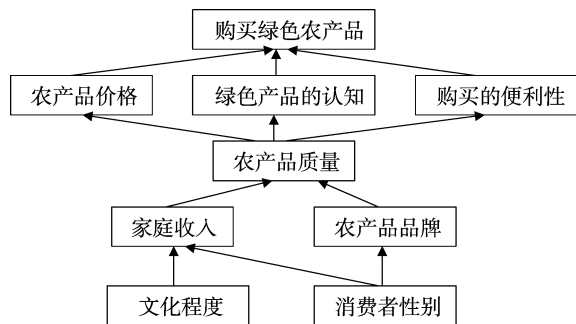 购买绿色农产品
农产品价格
绿色产品的认知
购买的便利性
农产品质量
家庭收入
农产品品牌
文化程度
消费者性别